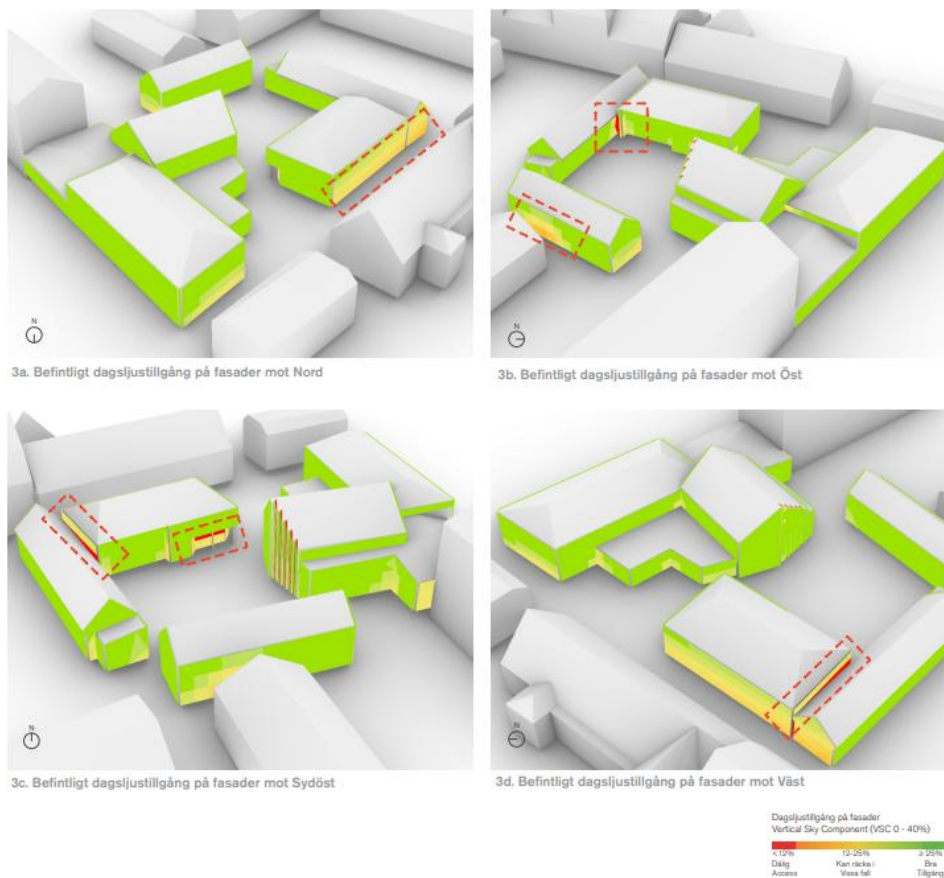 N
N
3a. Befintligt dagsljustillgång på fasader mot Nord
3b. Befintligt dagsljustillgång på fasader mot Öst
N
N
3c. Befintligt dagsljustillgång på fasader mot Sydöst
3d. Befintligt dagsljustillgång på fasader mot Väst
Dagsljustillgång på fasader
Vertical Sky Component (VSC 0 - 40%)
<12% 12-25% ≥ 25%
Dålig Kan räcka i Bra
Access Vissa fall Tillgång